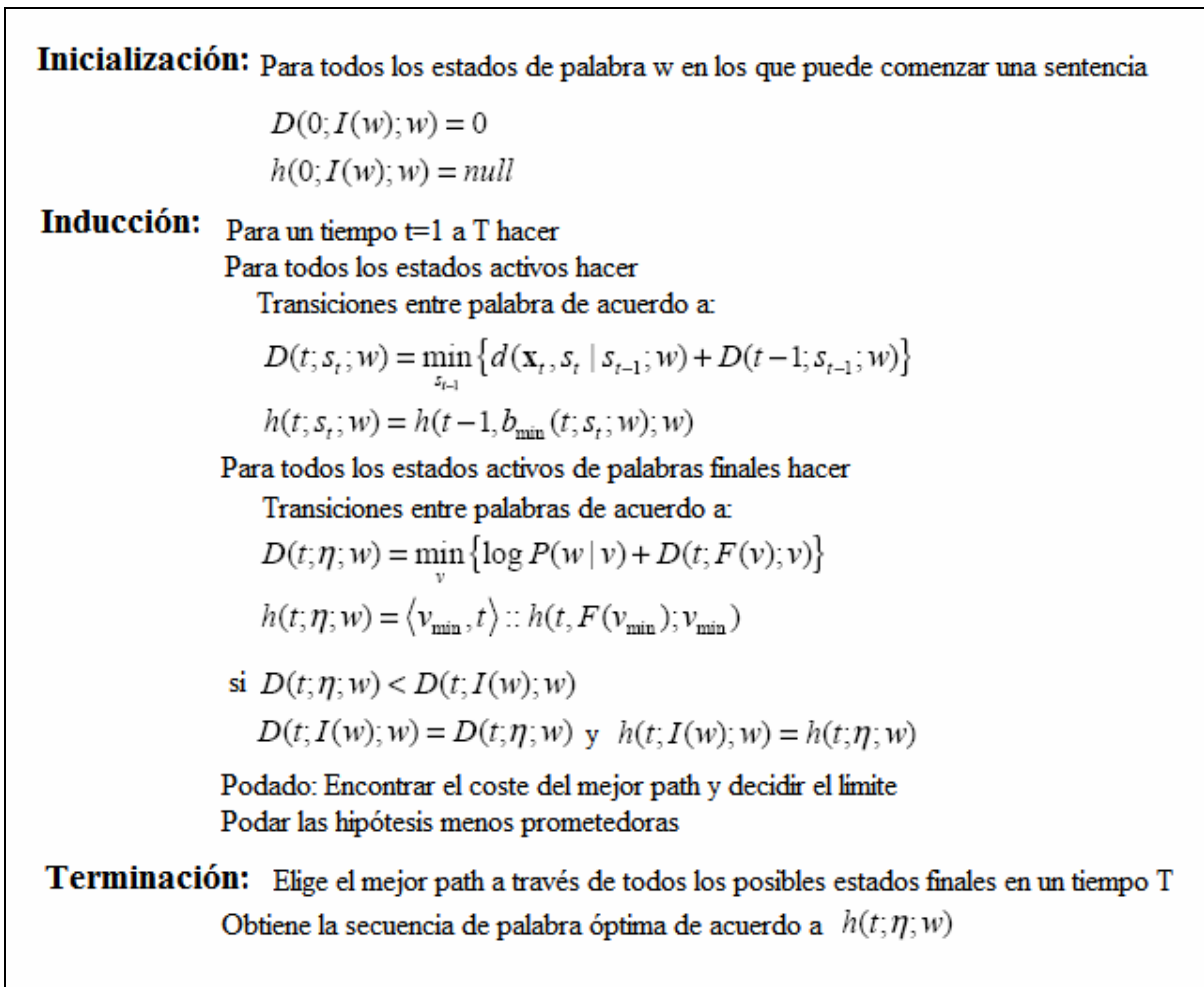 Inicialización: Para todos los estados de palabra w en los que puede comenzar una sentencia
D(0; I(w); w) = 0
h(0; I(w); w) = null
Inducción: Para un tiempo t=1 a T hacer
Para todos los estados activos hacer
Transiciones entre palabra de acuerdo a:
D(t; s_t; w) = min_{s_{t-1}} {d(x_t, s_t | s_{t-1}; w) + D(t-1; s_{t-1}; w)}
h(t; s_t; w) = h(t-1, b_min(t; s_t; w); w)
Para todos los estados activos de palabras finales hacer
Transiciones entre palabras de acuerdo a:
D(t; η; w) = min_v {log P(w | v) + D(t; F(v); v)}
h(t; η; w) = ⟨v_min, t⟩ :: h(t, F(v_min); v_min)
si D(t; η; w) < D(t; I(w); w)
D(t; I(w); w) = D(t; η; w) y h(t; I(w); w) = h(t; η; w)
Podado: Encontrar el coste del mejor path y decidir el límite
Podar las hipótesis menos prometedoras
Terminación: Elige el mejor path a través de todos los posibles estados finales en un tiempo T
Obtiene la secuencia de palabra óptima de acuerdo a h(t; η; w)